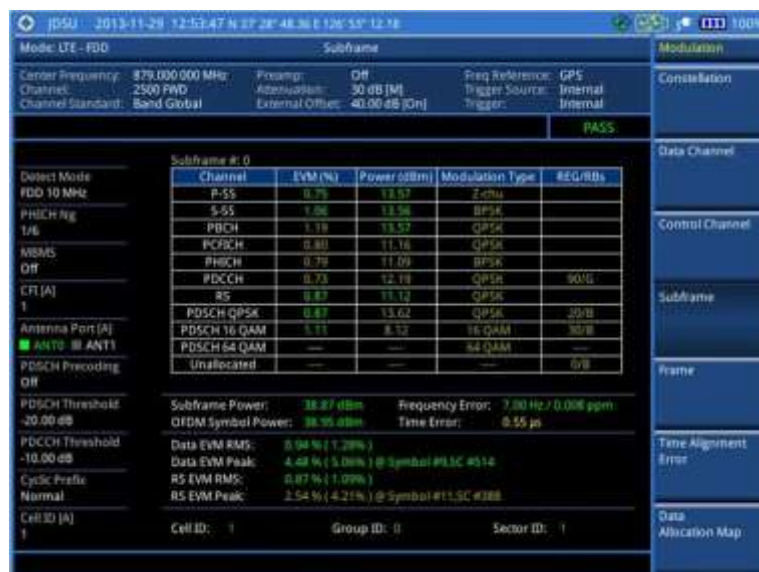 JDSU 2013-11-29 12:53:47 N 37° 28" 48.36 E 126° 53" 12.18 100%
Mode: LTE - FDD Subframe Modulation
Center Frequency: 879.000 000 MHz Preamp: Off Freq Reference: GPS
Channel: 2500 FWD Attenuation: 30 dB [M] Trigger Source: Internal
Channel Standard: Band Global External Offset: 40.00 dB [On] Trigger: Internal
PASS
Constellation
Data Channel
Control Channel
Subframe
Frame
Time Alignment Error
Data Allocation Map
Detect Mode
FDD 10 MHz
PHICH Ng
1/6
MBMS
Off
CFI [A]
1
Antenna Port [A]
ANT0 ANT1
PDSCH Precoding
Off
PDSCH Threshold
-20.00 dB
PDCCH Threshold
-10.00 dB
Cyclic Prefix
Normal
Cell ID [A]
1
Subframe #: 0
Channel EVM (%) Power (dBm) Modulation Type REG/RBs
P-SS 0.75 13.57 Z-chu
S-SS 1.06 13.56 BPSK
PBCH 1.19 13.57 QPSK
PCFICH 0.80 11.16 QPSK
PHICH 0.79 11.09 BPSK
PDCCH 0.73 12.19 QPSK 90/G
RS 0.87 11.12 QPSK
PDSCH QPSK 0.87 13.62 QPSK 20/B
PDSCH 16 QAM 1.11 8.12 16 QAM 30/B
PDSCH 64 QAM --- --- 64 QAM ---
Unallocated --- --- --- 0/B
Subframe Power: 38.87 dBm Frequency Error: 7.00 Hz / 0.008 ppm
OFDM Symbol Power: 38.95 dBm Time Error: 0.55 µs
Data EVM RMS: 0.94 % ( 1.28% )
Data EVM Peak: 4.48 % ( 5.06% ) @ Symbol #9,SC #514
RS EVM RMS: 0.87 % ( 1.09% )
RS EVM Peak: 2.54 % ( 4.21% ) @ Symbol #11,SC #388
Cell ID: 1 Group ID: 0 Sector ID: 1